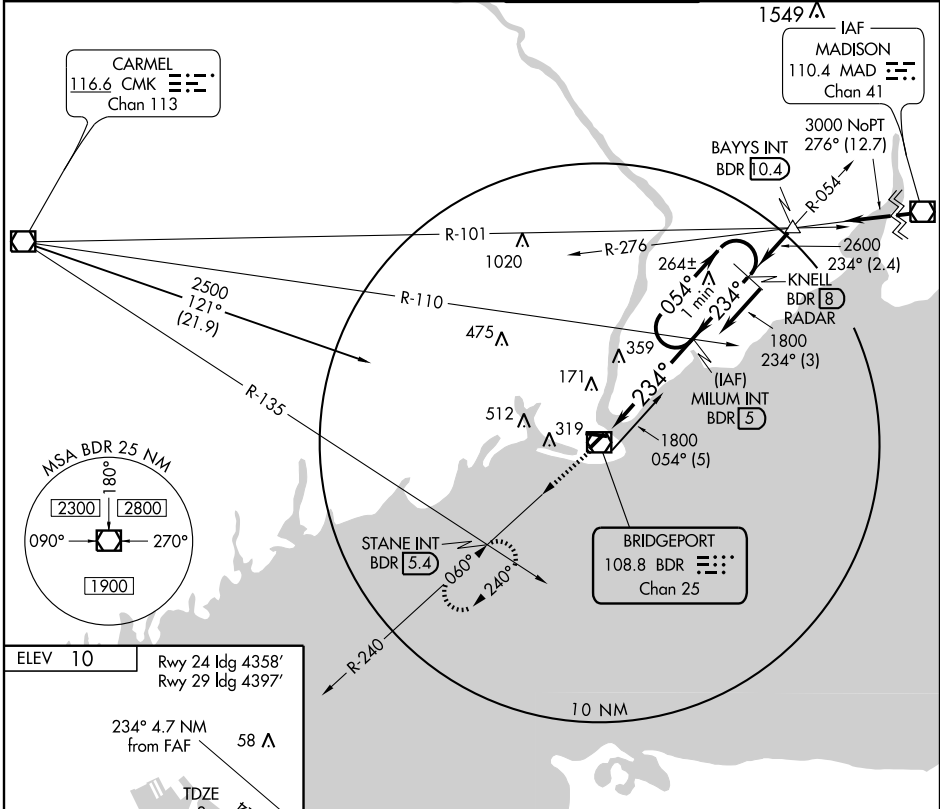 1549
IAF
MADISON
110.4 MAD
Chan 41
CARMEL
116.6 CMK
Chan 113
3000 NoPT
276° (12.7)
BAYYS INT
BDR 10.4
R-054
R-101
1020
R-276
264±
2600
234° (2.4)
KNELL
BDR 8
RADAR
054°
1 min
234°
2500
121°
(21.9)
R-110
1800
234° (3)
475
359
171
234°
(IAF)
MILUM INT
BDR 5
R-135
512
319
1800
054° (5)
MSA BDR 25 NM
180°
2300
2800
090°
270°
1900
STANE INT
BDR 5.4
060°
240°
BRIDGEPORT
108.8 BDR
Chan 25
R-240
10 NM
ELEV 10
Rwy 24 ldg 4358'
Rwy 29 ldg 4397'
234° 4.7 NM
from FAF
58
TDZE